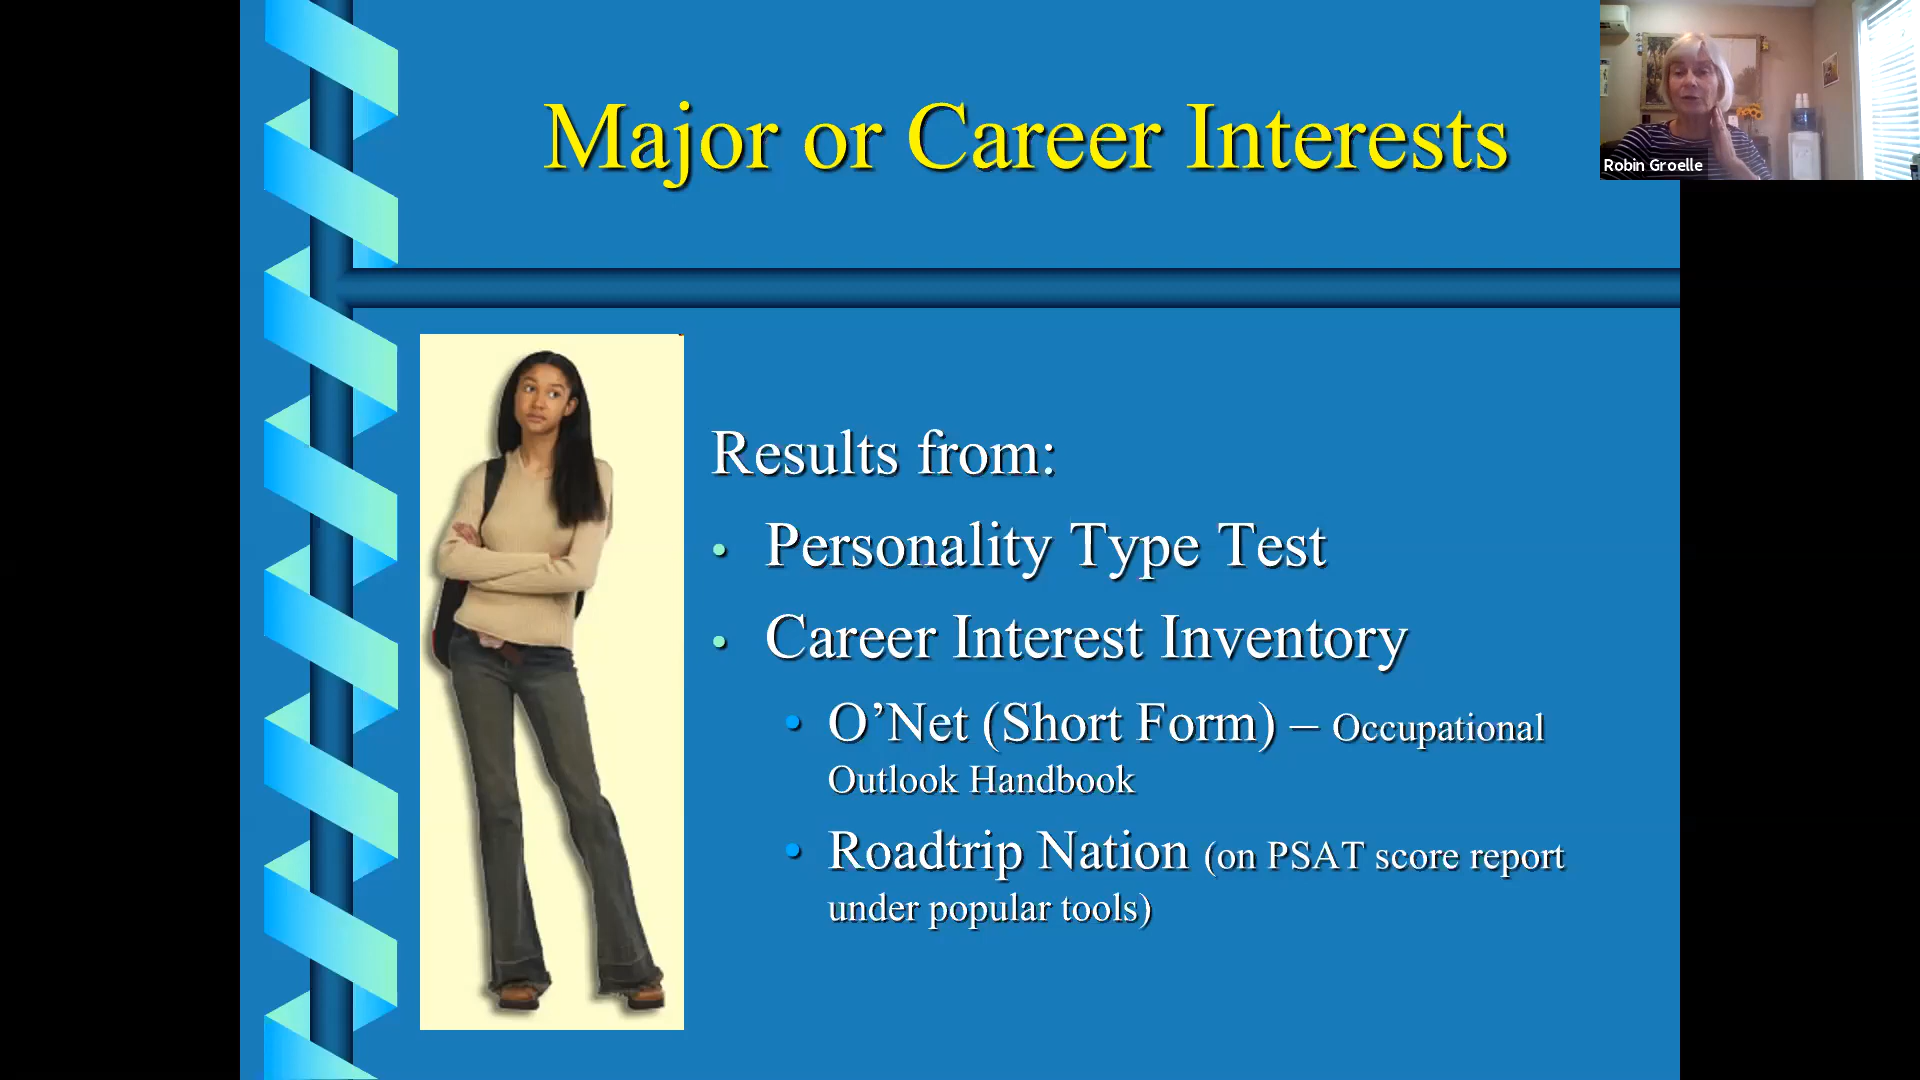 Major or Career Interests
Robin Groelle
Results from:
• Personality Type Test
• Career Interest Inventory
• O’Net (Short Form) – Occupational
Outlook Handbook
• Roadtrip Nation (on PSAT score report
under popular tools)